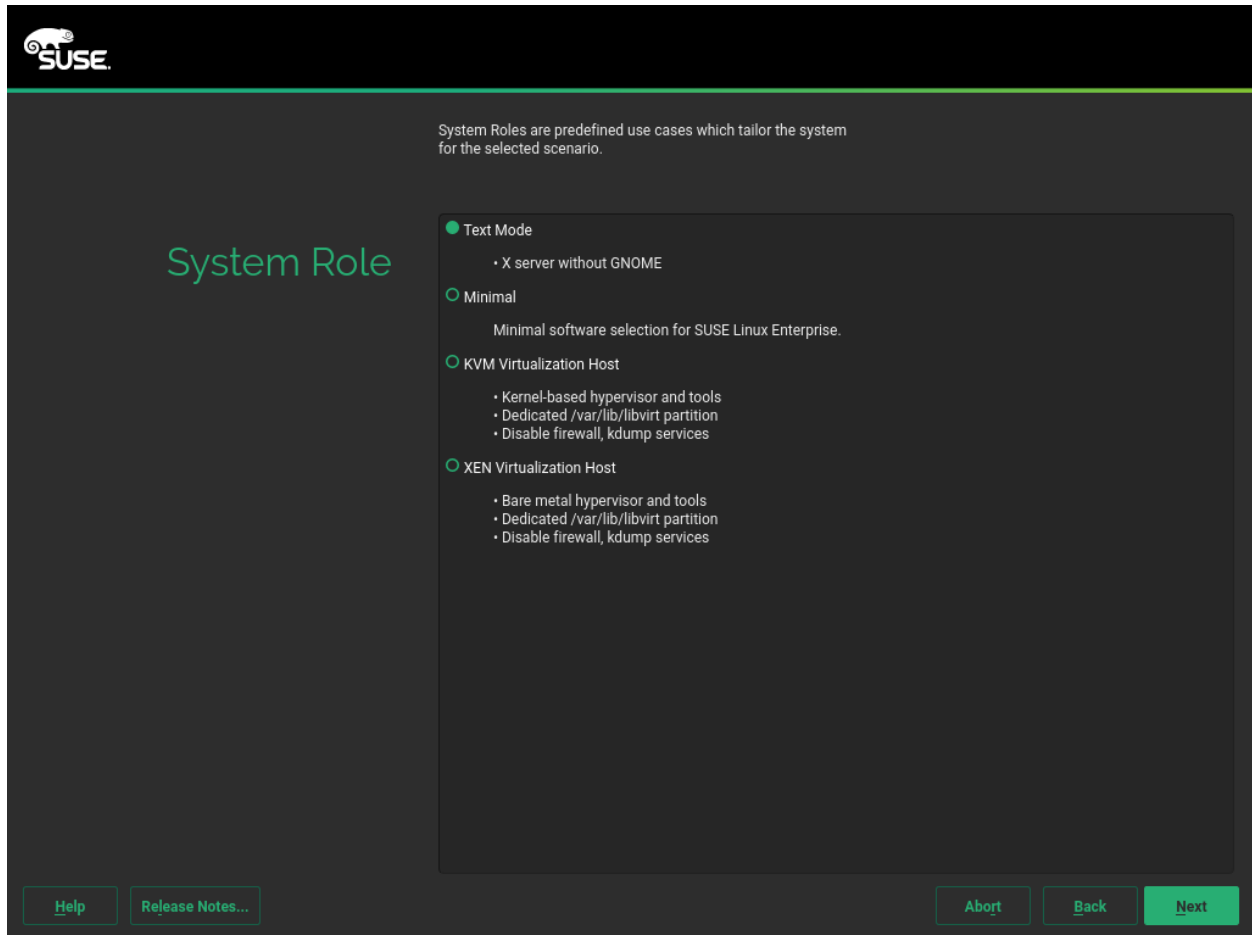 SUSE.
System Roles are predefined use cases which tailor the system
for the selected scenario.
System Role
Text Mode
• X server without GNOME
Minimal
Minimal software selection for SUSE Linux Enterprise.
KVM Virtualization Host
• Kernel-based hypervisor and tools
• Dedicated /var/lib/libvirt partition
• Disable firewall, kdump services
XEN Virtualization Host
• Bare metal hypervisor and tools
• Dedicated /var/lib/libvirt partition
• Disable firewall, kdump services
Help
Release Notes...
Abort
Back
Next